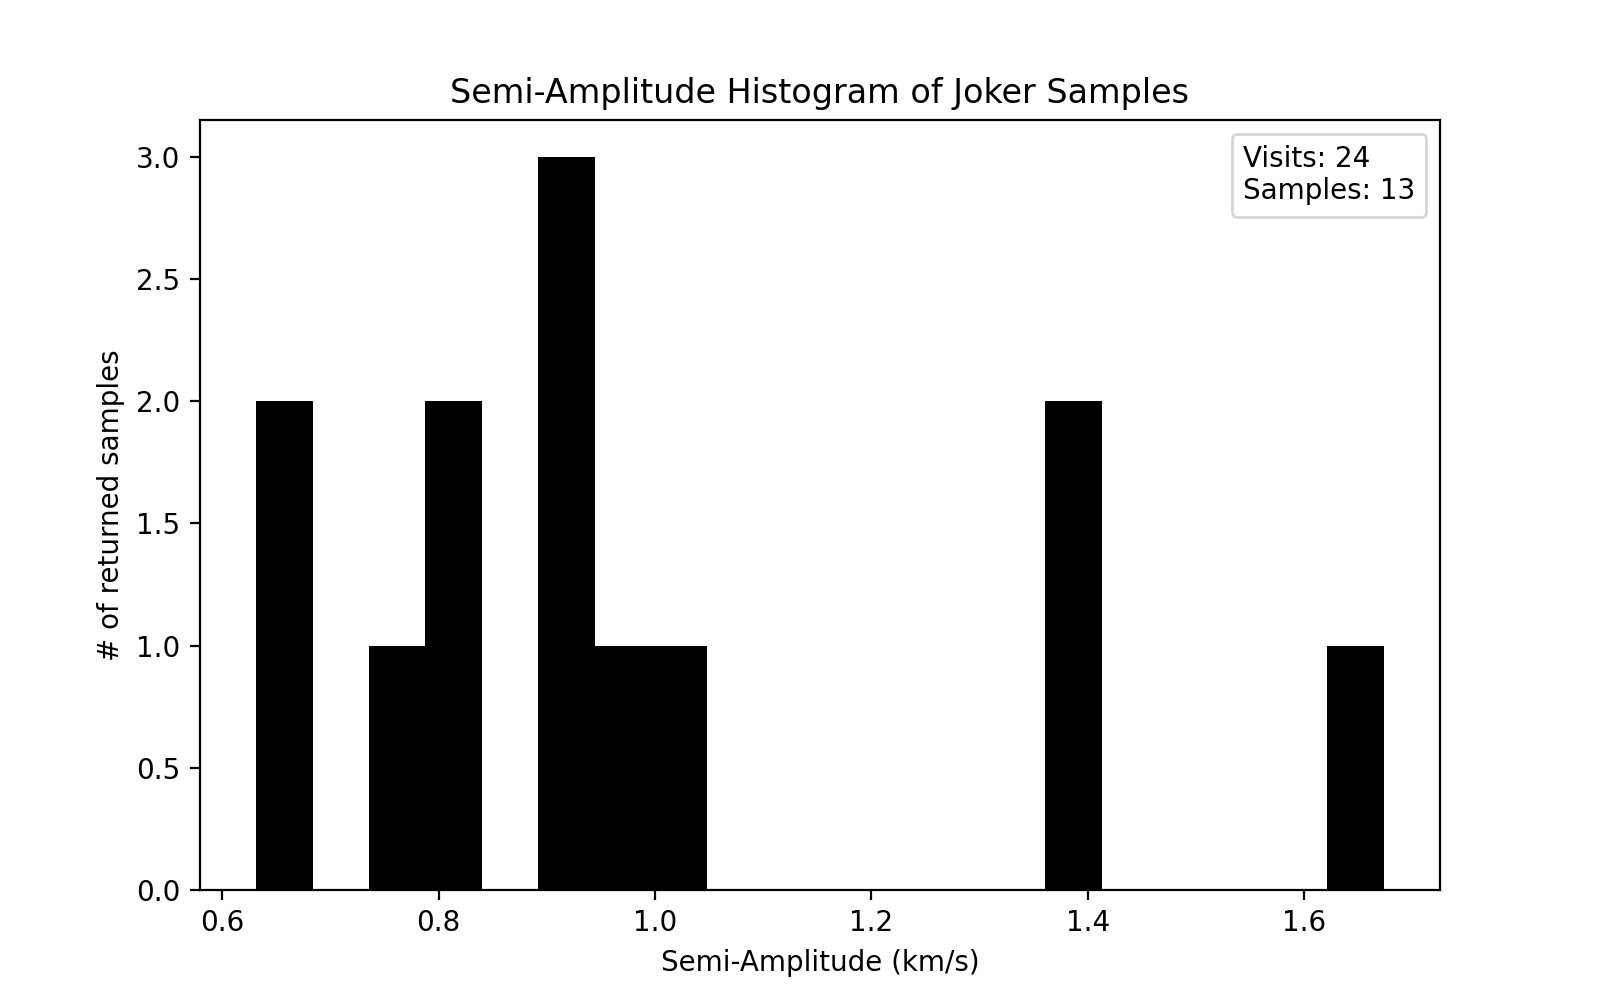 Semi-Amplitude Histogram of Joker Samples
Visits: 24
Samples: 13
# of returned samples
3.0
2.5
2.0
1.5
1.0
0.5
0.0
0.6 0.8 1.0 1.2 1.4 1.6
Semi-Amplitude (km/s)